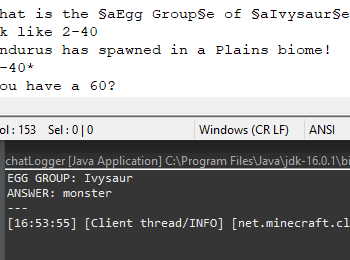 hat is the §aEgg Group§e of §aIvysaur§e
k like 2-40
ndurus has spawned in a Plains biome!
-40*
ou have a 60?
ol : 153 Sel : 0 | 0 Windows (CR LF) ANSI
chatLogger [Java Application] C:\Program Files\Java\jdk-16.0.1\bi
EGG GROUP: Ivysaur
ANSWER: monster
---
[16:53:55] [Client thread/INFO] [net.minecraft.cl